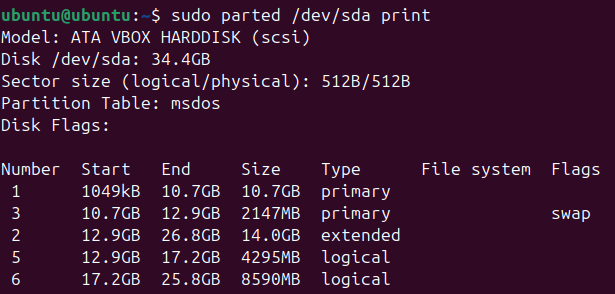 ubuntu@ubuntu:~$ sudo parted /dev/sda print
Model: ATA VBOX HARDDISK (scsi)
Disk /dev/sda: 34.4GB
Sector size (logical/physical): 512B/512B
Partition Table: msdos
Disk Flags:
Number  Start   End     Size    Type      File system  Flags
 1      1049kB  10.7GB  10.7GB  primary
 3      10.7GB  12.9GB  2147MB  primary                swap
 2      12.9GB  26.8GB  14.0GB  extended
 5      12.9GB  17.2GB  4295MB  logical
 6      17.2GB  25.8GB  8590MB  logical